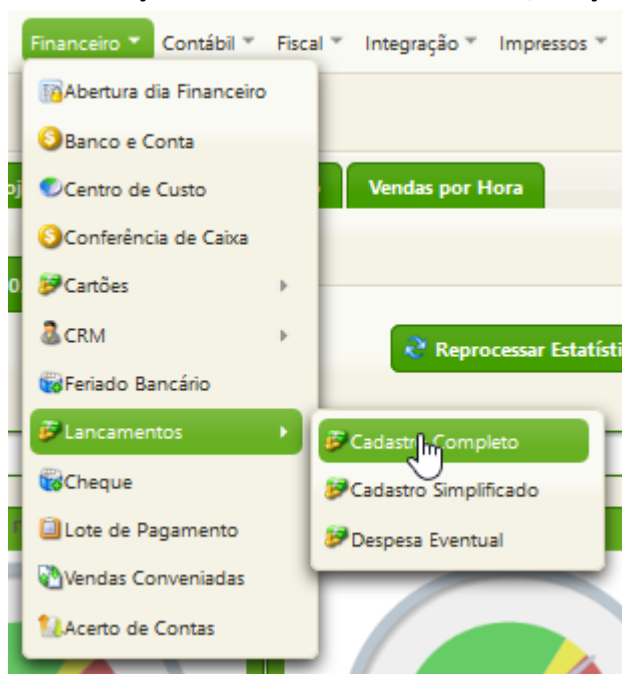 Financeiro Contábil Fiscal Integração Impressos
Abertura dia Financeiro
Banco e Conta
Centro de Custo
Vendas por Hora
Conferência de Caixa
Cartões
CRM
Reprocessar Estatísti
Feriado Bancário
Lancamentos
Cadastro Completo
Cheque
Cadastro Simplificado
Lote de Pagamento
Despesa Eventual
Vendas Conveniadas
Acerto de Contas